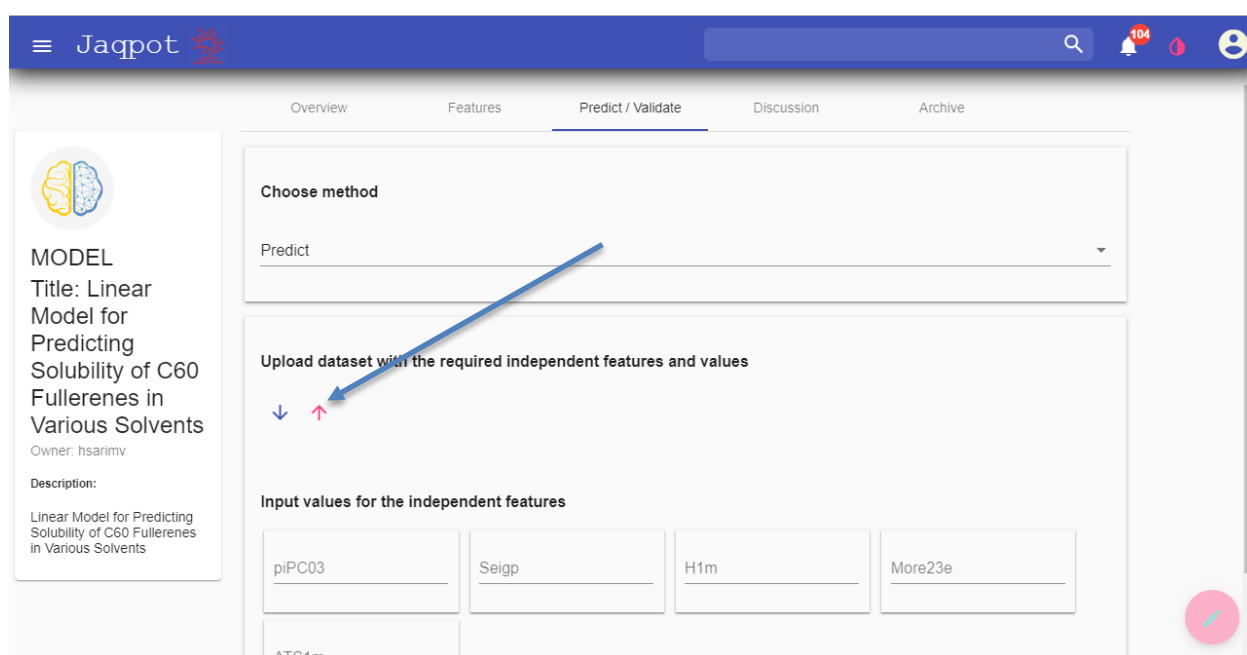 Jaqpot
104
Overview Features Predict / Validate Discussion Archive
MODEL
Title: Linear
Model for
Predicting
Solubility of C60
Fullerenes in
Various Solvents
Owner: hsarimv
Description:
Linear Model for Predicting
Solubility of C60 Fullerenes
in Various Solvents
Choose method
Predict
Upload dataset with the required independent features and values
Input values for the independent features
piPC03 Seigp H1m More23e